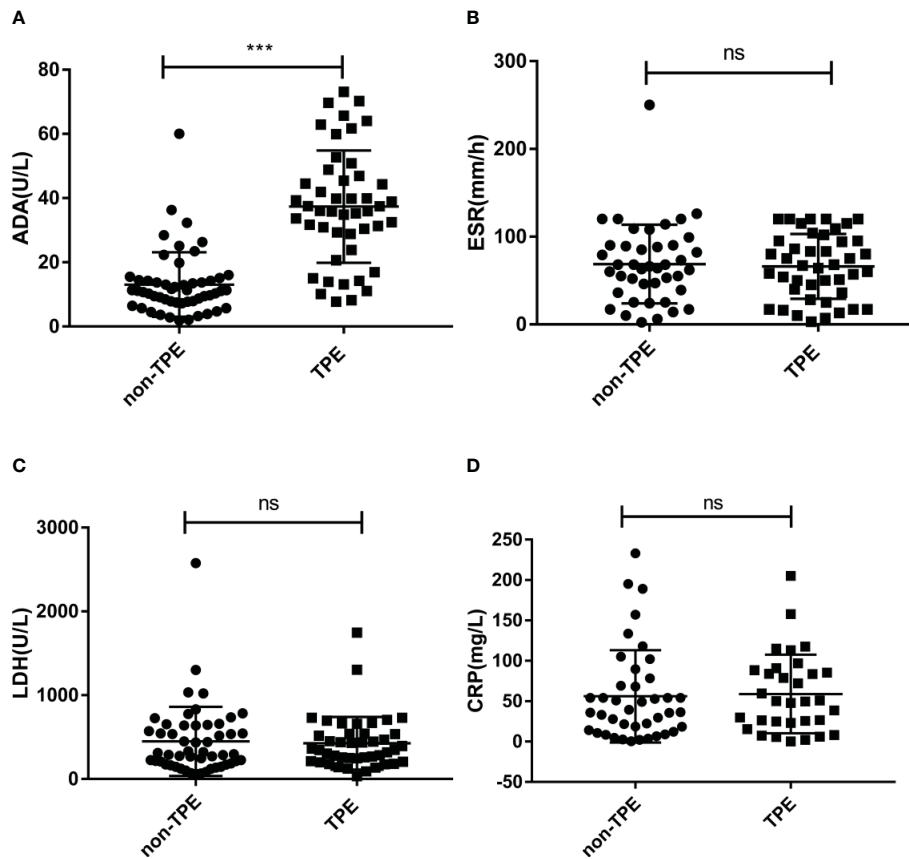 A
***
80
60
40
20
0
ADA(U/L)
non-TPE
TPE
B
ns
300
200
100
0
ESR(mm/h)
non-TPE
TPE
C
ns
3000
2000
1000
0
LDH(U/L)
non-TPE
TPE
D
ns
250
200
150
100
50
0
-50
CRP(mg/L)
non-TPE
TPE